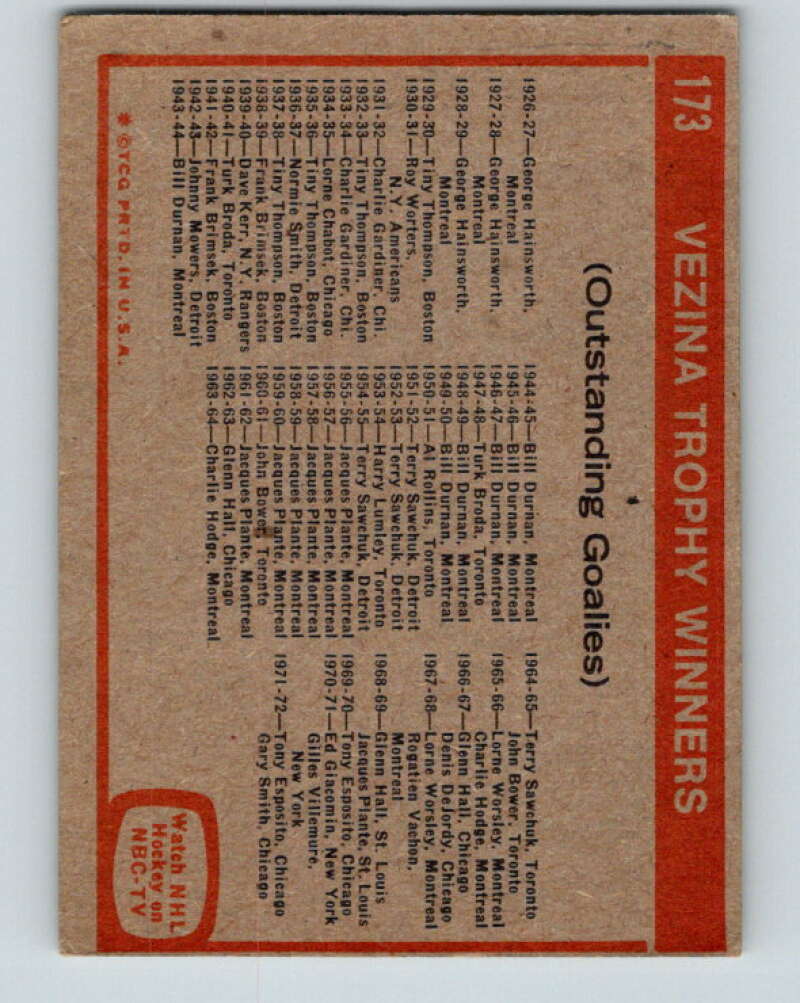 173 VEZINA TROPHY WINNERS
(Outstanding Goalies)
1926-27—George Hainsworth,
Montreal
1927-28—George Hainsworth,
Montreal
1928-29—George Hainsworth,
Montreal
1929-30—Tiny Thompson, Boston
1930-31—Roy Worters,
N.Y. Americans
1931-32—Charlie Gardiner, Chi.
1932-33—Tiny Thompson, Boston
1933-34—Charlie Gardiner, Chi.
1934-35—Lorne Chabot, Chicago
1935-36—Tiny Thompson, Boston
1936-37—Normie Smith, Detroit
1937-38—Tiny Thompson, Boston
1938-39—Frank Brimsek, Boston
1939-40—Dave Kerr, N.Y. Rangers
1940-41—Turk Broda, Toronto
1941-42—Frank Brimsek, Boston
1942-43—Johnny Mowers, Detroit
1943-44—Bill Durnan, Montreal
1944-45—Bill Durnan, Montreal
1945-46—Bill Durnan, Montreal
1946-47—Bill Durnan, Montreal
1947-48—Turk Broda, Toronto
1948-49—Bill Durnan, Montreal
1949-50—Bill Durnan, Montreal
1950-51—Al Rollins, Toronto
1951-52—Terry Sawchuk, Detroit
1952-53—Terry Sawchuk, Detroit
1953-54—Harry Lumley, Toronto
1954-55—Terry Sawchuk, Detroit
1955-56—Jacques Plante, Montreal
1956-57—Jacques Plante, Montreal
1957-58—Jacques Plante, Montreal
1958-59—Jacques Plante, Montreal
1959-60—Jacques Plante, Montreal
1960-61—John Bower, Toronto
1961-62—Jacques Plante, Montreal
1962-63—Glenn Hall, Chicago
1963-64—Charlie Hodge, Montreal
1964-65—Terry Sawchuk, Toronto
John Bower, Toronto
1965-66—Lorne Worsley, Montreal
Charlie Hodge, Montreal
1966-67—Glenn Hall, Chicago
Denis DeJordy, Chicago
1967-68—Lorne Worsley, Montreal
Rogatien Vachon,
Montreal
1968-69—Glenn Hall, St. Louis
Jacques Plante, St. Louis
1969-70—Tony Esposito, Chicago
1970-71—Ed Giacomin, New York
Gilles Villemure,
New York
1971-72—Tony Esposito, Chicago
Gary Smith, Chicago
* ©TCG PRTD. IN U.S.A.
Watch NHL
Hockey on
NBC-TV